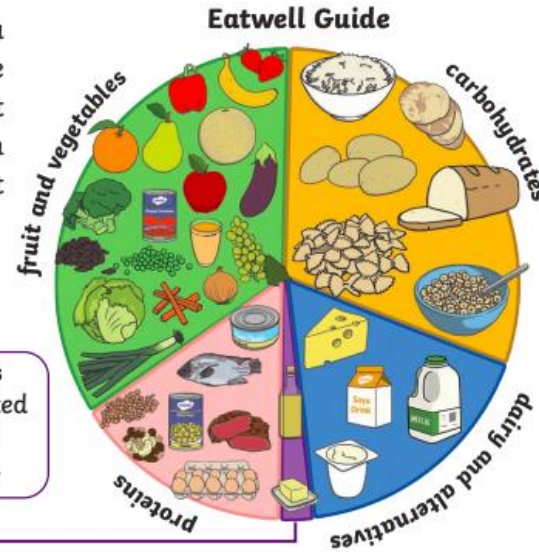 Eatwell Guide
fruit and vegetables
carbohydrates
proteins
dairy and alternatives
Soya
Drink
MILK